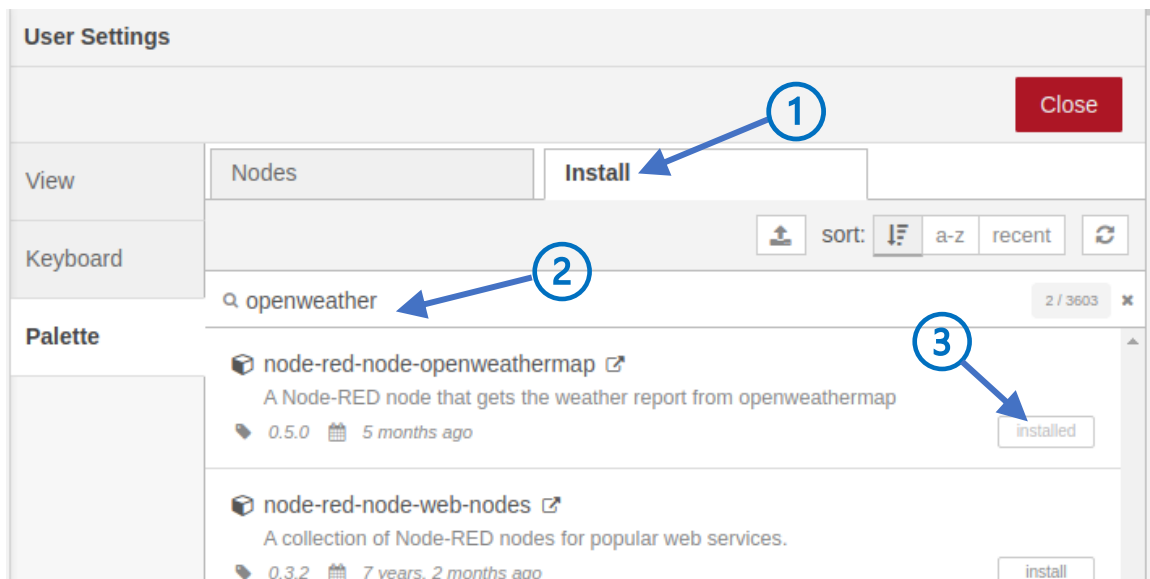 User Settings
Close
1
View
Nodes
Install
sort:
a-z
recent
Keyboard
2
openweather
2 / 3603
Palette
3
node-red-node-openweathermap
A Node-RED node that gets the weather report from openweathermap
0.5.0 5 months ago
installed
node-red-node-web-nodes
A collection of Node-RED nodes for popular web services.
0.3.2 7 years, 2 months ago
install